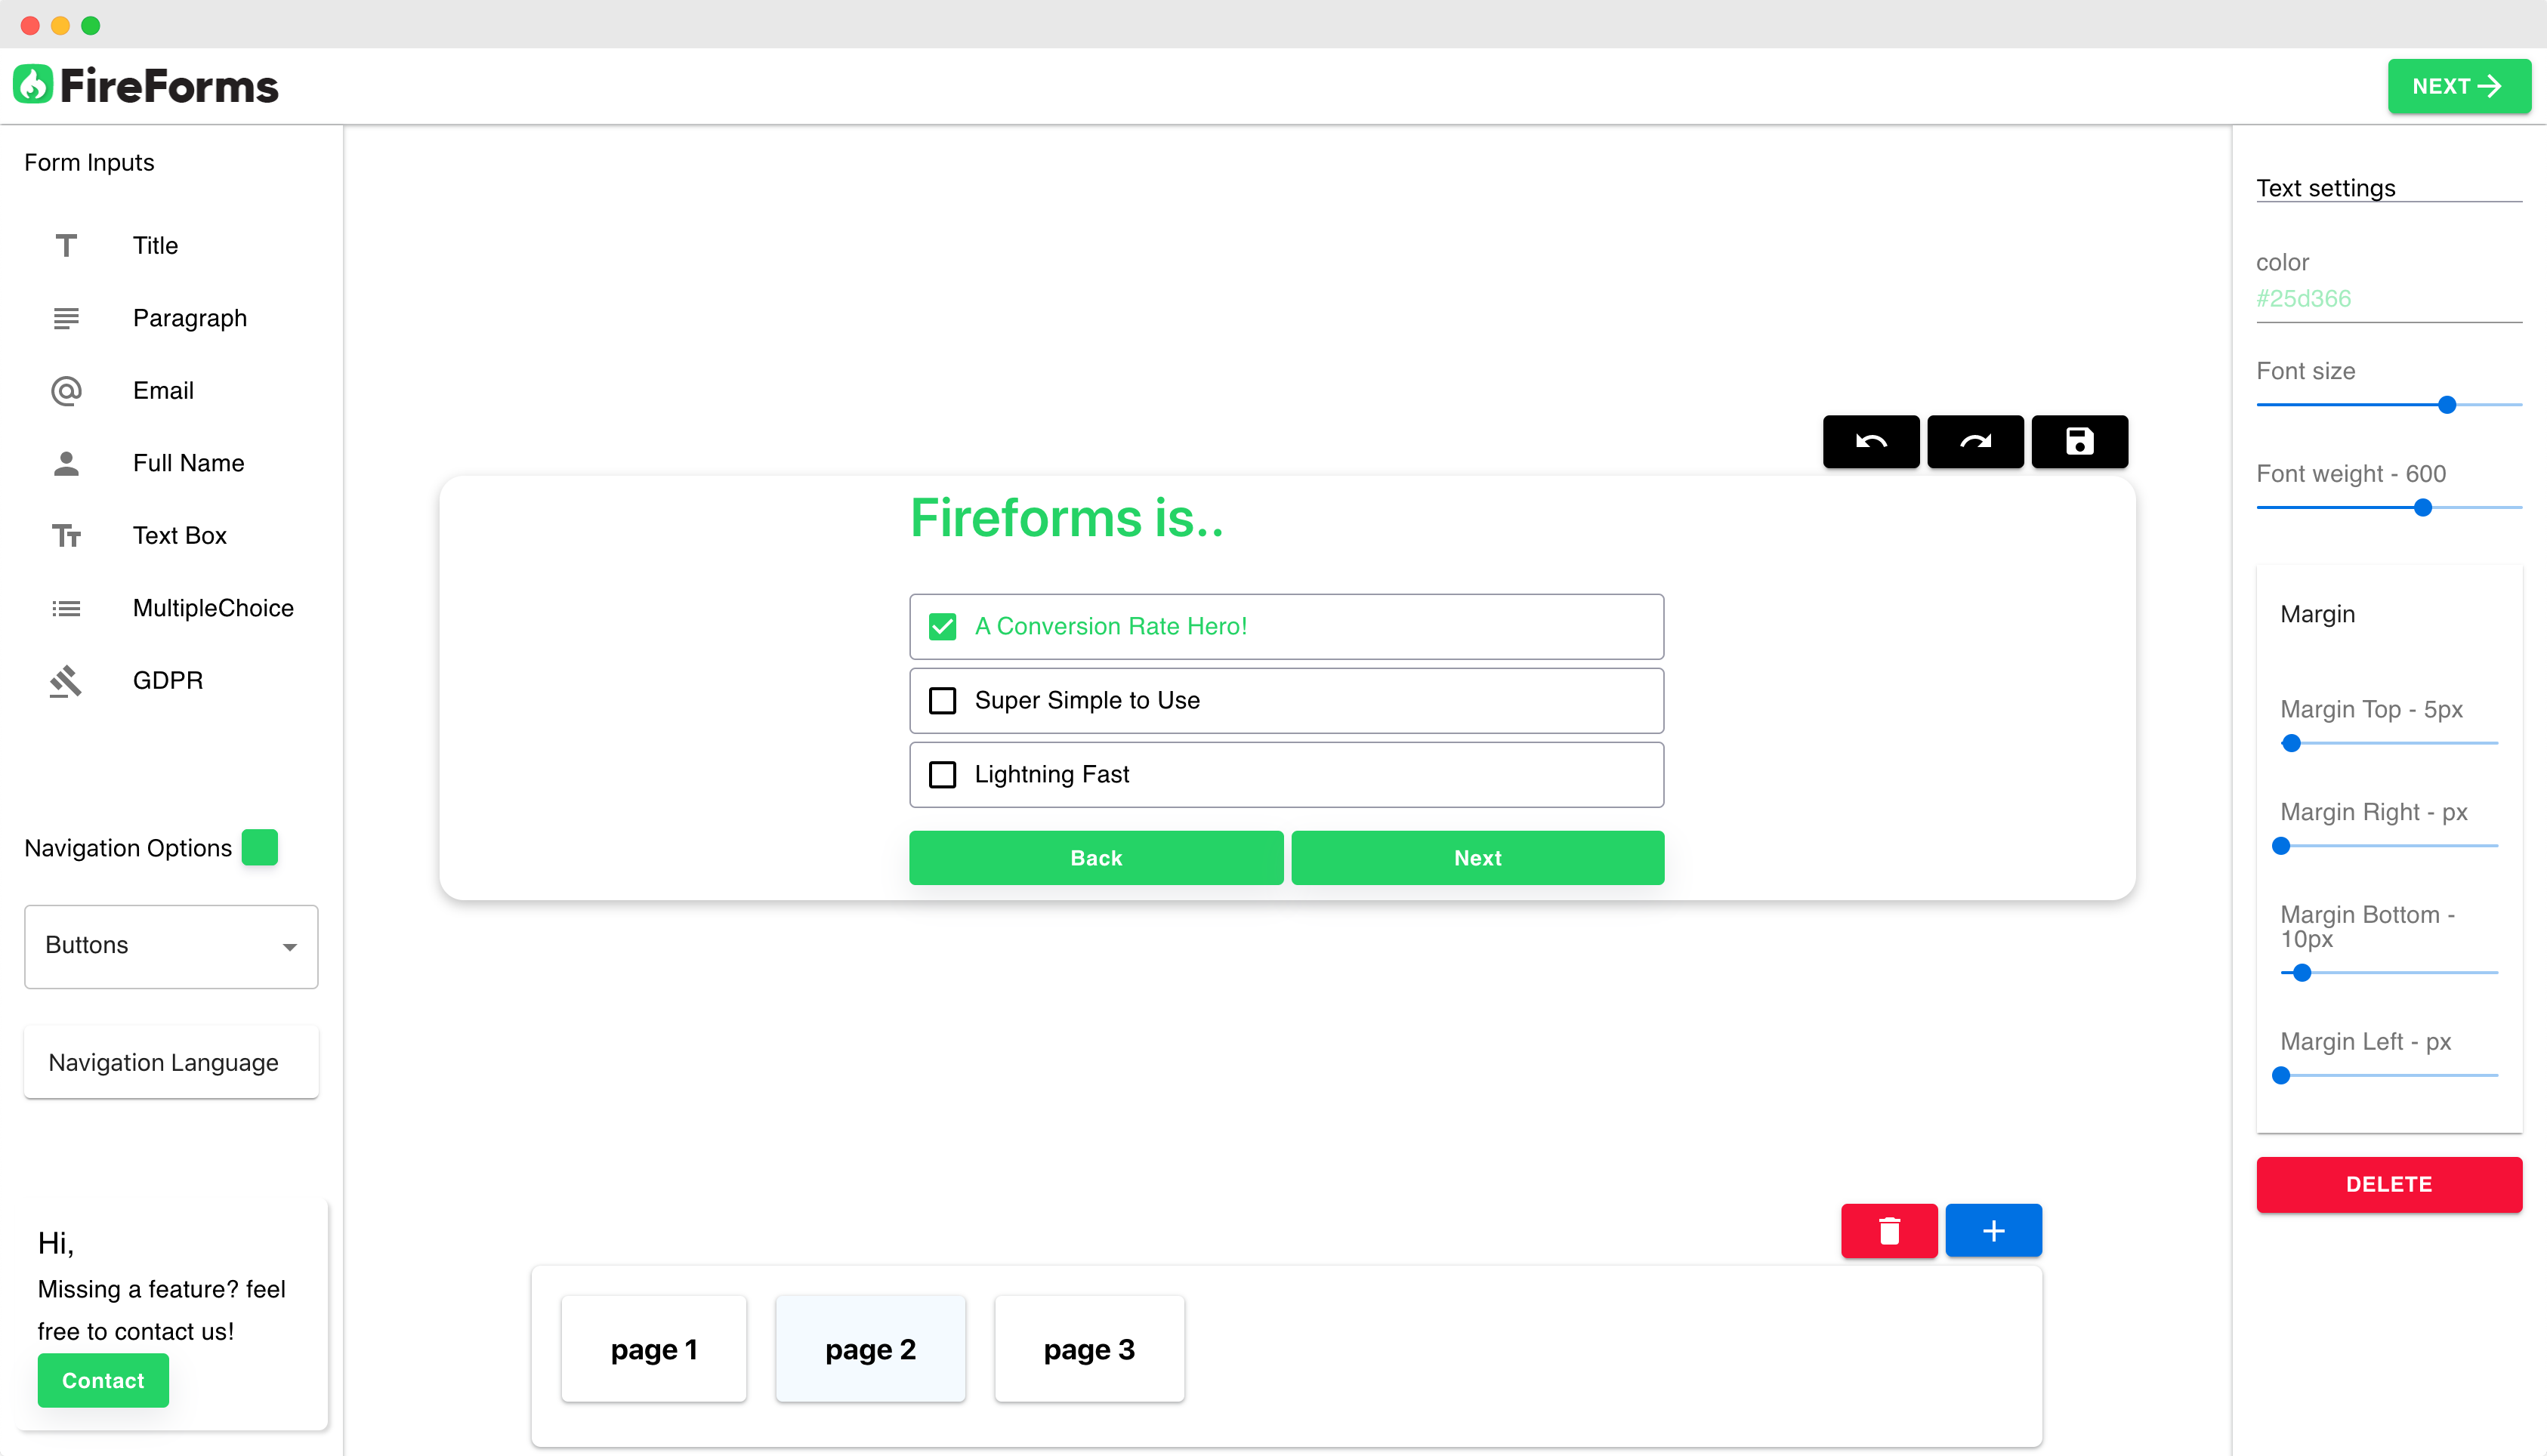 FireForms
NEXT
Form Inputs
Title
Paragraph
Email
Full Name
Text Box
MultipleChoice
GDPR
Navigation Options
Buttons
Navigation Language
Hi,
Missing a feature? feel
free to contact us!
Contact
Fireforms is..
A Conversion Rate Hero!
Super Simple to Use
Lightning Fast
Back
Next
page 1
page 2
page 3
Text settings
color
#25d366
Font size
Font weight - 600
Margin
Margin Top - 5px
Margin Right - px
Margin Bottom -
10px
Margin Left - px
DELETE